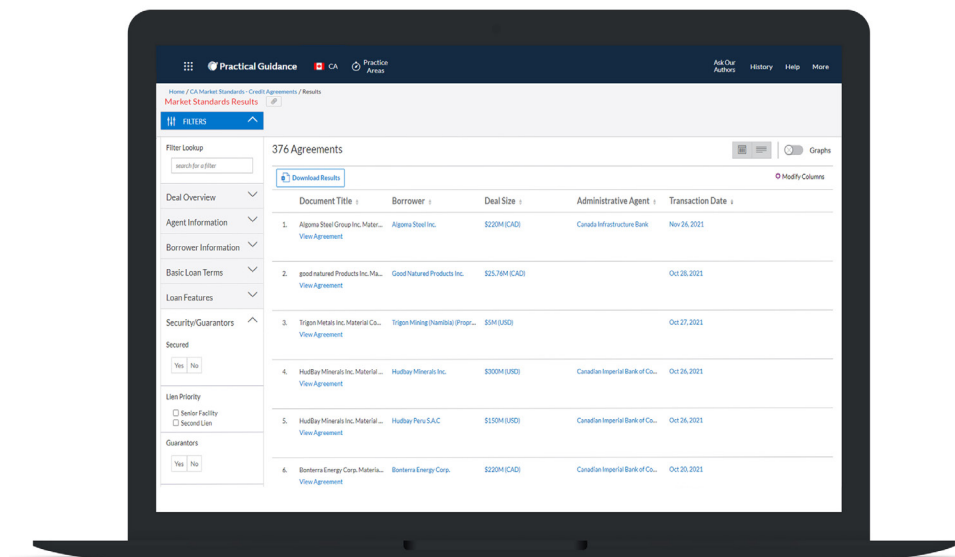 Practical Guidance CA Practice Areas Ask Our Authors History Help More
Home / CA Market Standards - Credit Agreements / Results
Market Standards Results
FILTERS
Filter Lookup
search for a filter
Deal Overview
Agent Information
Borrower Information
Basic Loan Terms
Loan Features
Security/Guarantors
Secured
Yes No
Lien Priority
Senior Facility
Second Lien
Guarantors
Yes No
376 Agreements
Graphs
Download Results
Modify Columns
Document Title Borrower Deal Size Administrative Agent Transaction Date
1. Algoma Steel Group Inc. Mater... Algoma Steel Inc. $220M (CAD) Canada Infrastructure Bank Nov 26, 2021
View Agreement
2. good natured Products Inc. Ma... Good Natured Products Inc. $25.76M (CAD) Oct 28, 2021
View Agreement
3. Trigon Metals Inc. Material Co... Trigon Mining (Namibia) (Propr... $5M (USD) Oct 27, 2021
View Agreement
4. HudBay Minerals Inc. Material ... Hudbay Minerals Inc. $300M (USD) Canadian Imperial Bank of Co... Oct 26, 2021
View Agreement
5. HudBay Minerals Inc. Material ... Hudbay Peru S.A.C $150M (USD) Canadian Imperial Bank of Co... Oct 26, 2021
View Agreement
6. Bonterra Energy Corp. Materia... Bonterra Energy Corp. $220M (CAD) Canadian Imperial Bank of Co... Oct 20, 2021
View Agreement